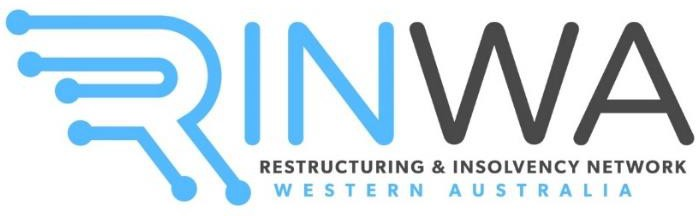 RINWA
RESTRUCTURING & INSOLVENCY NETWORK
WESTERN AUSTRALIA